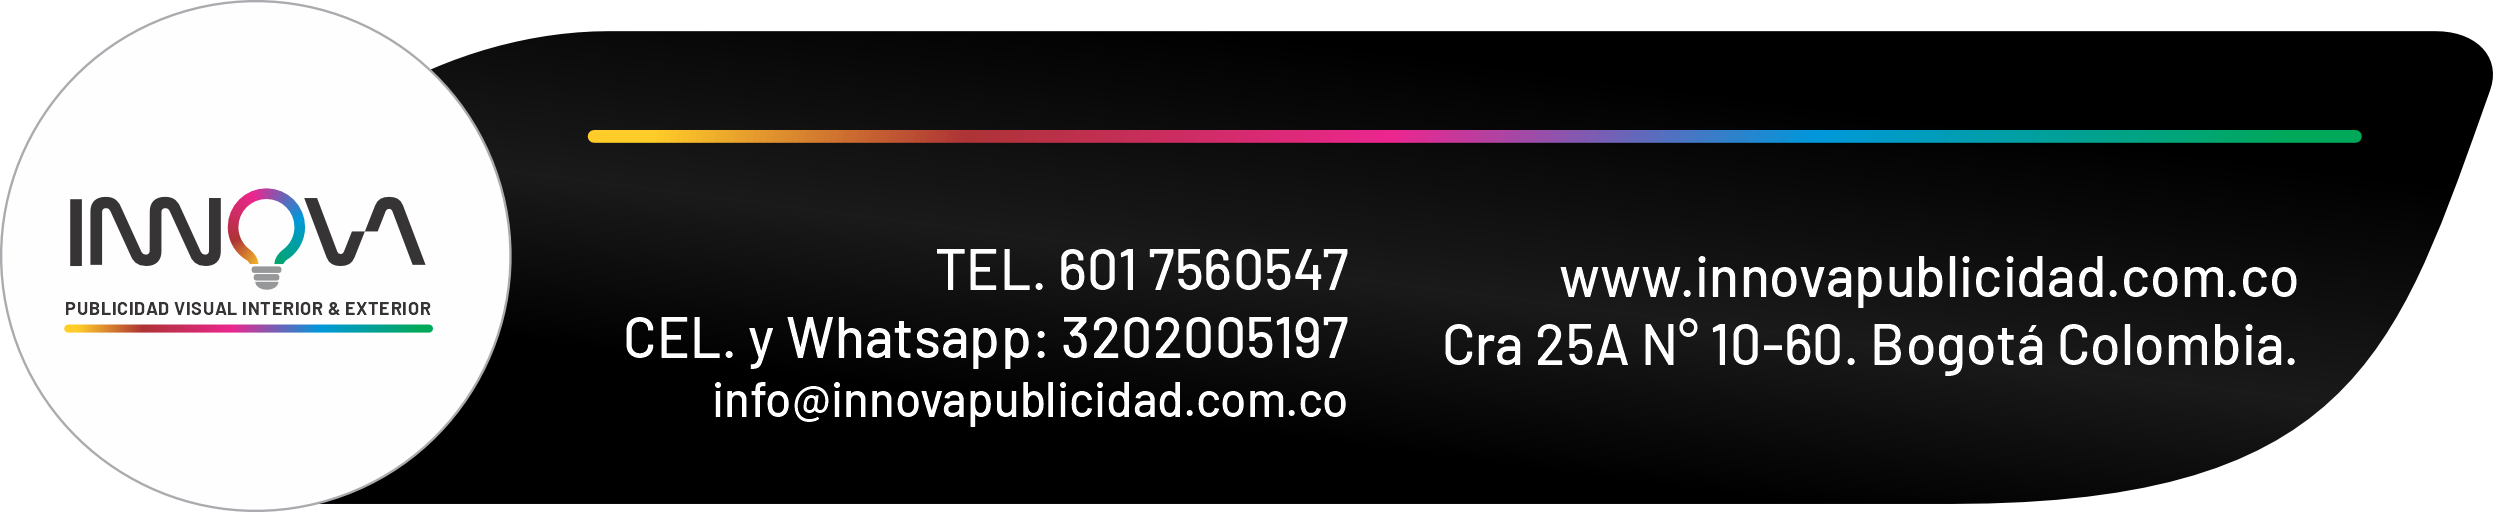 INNOVA
PUBLICIDAD VISUAL INTERIOR & EXTERIOR
TEL. 601 7560547
CEL. y Whatsapp: 3202005197
info@innovapublicidad.com.co
www.innovapublicidad.com.co
Cra 25A N° 10-60. Bogotá Colombia.